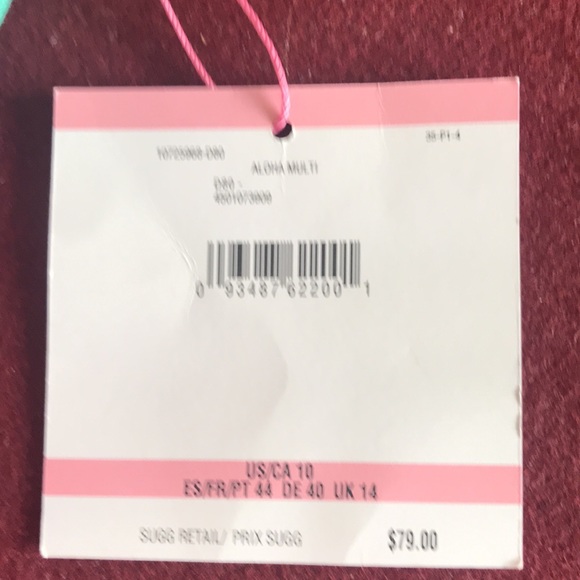 ALOHA MULTI
D80 -
0 93487 62200 1
US/CA 10
ES/FR/PT 44 DE 40 UK 14
SUGG RETAIL/ PRIX SUGG $79.00